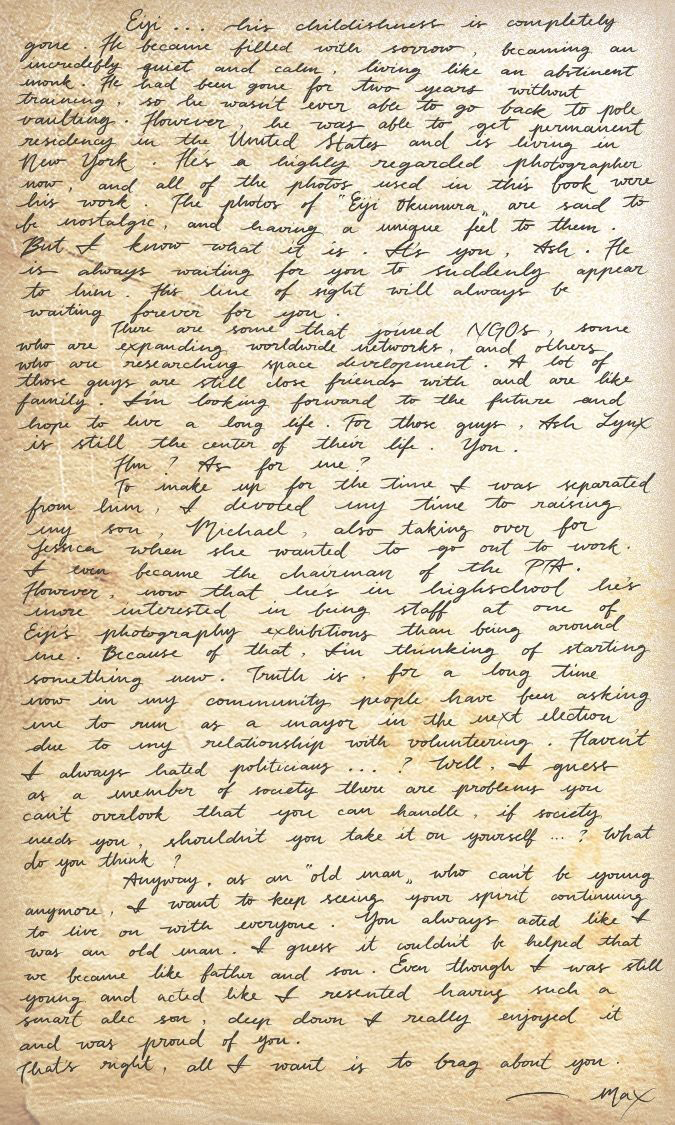 Eiji ... his childishness is completely
gone. He became filled with sorrow, becoming an
incredibly quiet and calm, living like an abstinent
monk. He had been gone for two years without
training, so he wasn't ever able to go back to pole
vaulting. However, he was able to get permanent
residency in the United States and is living in
New York. He's a highly regarded photographer
now, and all of the photos used in this book were
his work. The photos of "Eiji Okumura" are said to
be nostalgic, and having a unique feel to them.
But I know what it is. It's you, Ash. He
is always waiting for you to suddenly appear
to him. His line of sight will always be
waiting forever for you.
There are some that joined NGOs, some
who are expanding worldwide networks, and others
who are researching space development. A lot of
those guys are still close friends with and are like
family. I'm looking forward to the future and
hope to live a long life. For those guys, Ash Lynx
is still the center of their life. You.
Hm? As for me?
To make up for the time I was separated
from him, I devoted my time to raising
my son, Michael, also taking over for
Jessica when she wanted to go out to work.
I even became the chairman of the PTA.
However, now that he's in highschool he's
more interested in being staff at one of
Eiji's photography exhibitions than being around
me. Because of that, I'm thinking of starting
something new. Truth is, for a long time
now in my community people have been asking
me to run as a mayor in the next election
due to my relationship with volunteering. Haven't
I always hated politicians ... ? Well, I guess
as a member of society there are problems you
can't overlook that you can handle, if society
needs you, shouldn't you take it on yourself ... ? What
do you think?
Anyway, as an "old man" who can't be young
anymore, I want to keep seeing your spirit continuing
to live on with everyone. You always acted like I
was an old man. I guess it couldn't be helped that
we became like father and son. Even though I was still
young and acted like I resented having such a
smart alec son, deep down I really enjoyed it
and was proud of you.
That's right, all I want is to brag about you.
— Max